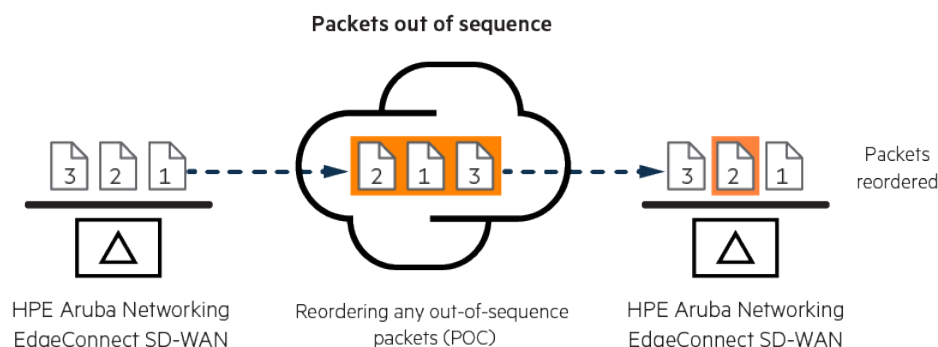 Packets out of sequence
3 2 1
2 1 3
3 2 1
Packets
reordered
HPE Aruba Networking
EdgeConnect SD-WAN
Reordering any out-of-sequence
packets (POC)
HPE Aruba Networking
EdgeConnect SD-WAN